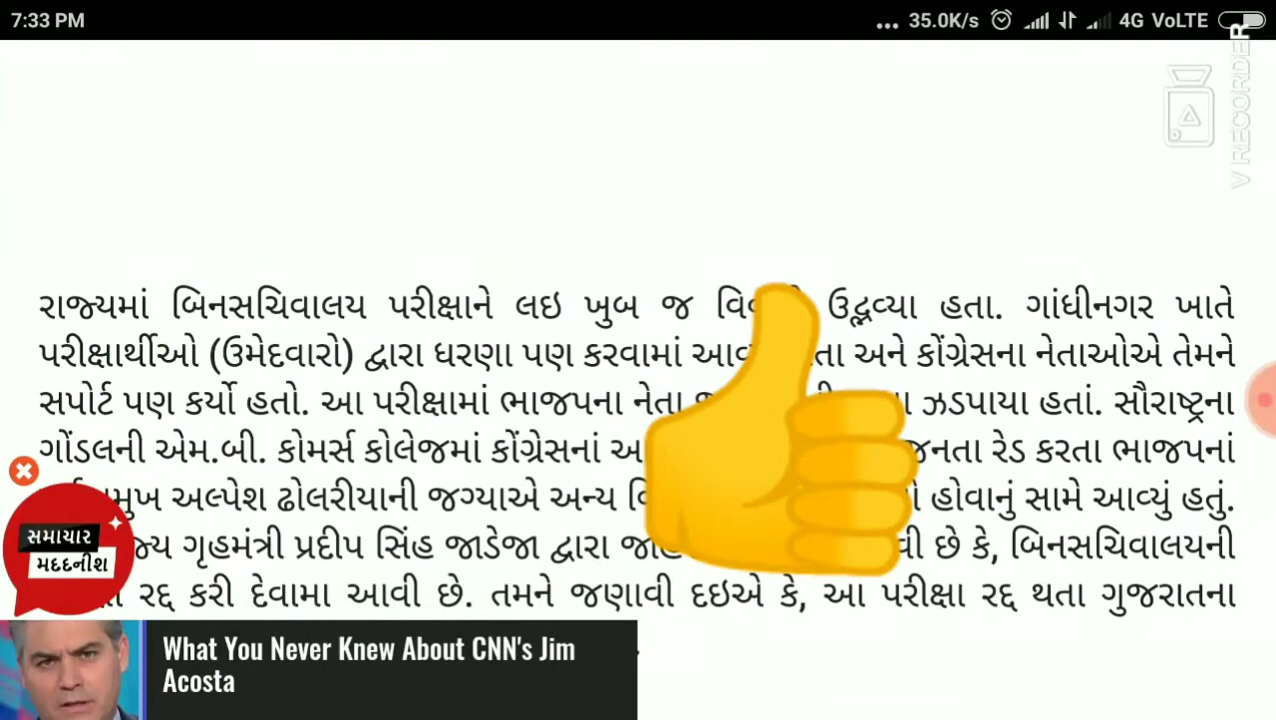 7:33 PM
... 35.0K/s 4G VoLTE
V RECORDER
રાજ્યમાં બિનસચિવાલય પરીક્ષાને લઇ ખુબ જ ઉદ્ભવ્યા હતા. ગાંધીનગર ખાતે
પરીક્ષાર્થીઓ (ઉમેદવારો) દ્વારા ધરણા પણ કરવામાં અને કોંગ્રેસના નેતાઓએ તેમને
સપોર્ટ પણ કર્યો હતો. આ પરીક્ષામાં ભાજપના નેતા ઝડપાયા હતાં. સૌરાષ્ટ્રના
ગોંડલની એમ.બી. કોમર્સ કોલેજમાં કોંગ્રેસનાં જનતા રેડ કરતા ભાજપનાં
અલ્પેશ ઢોલરીયાની જગ્યાએ અન્ય હોવાનું સામે આવ્યું હતું.
ગૃહમંત્રી પ્રદીપ સિંહ જાડેજા દ્વારા છે કે, બિનસચિવાલયની
રદ્દ કરી દેવામા આવી છે. તમને જણાવી દઇએ કે, આ પરીક્ષા રદ્દ થતા ગુજરાતના
સમાચાર
મદદનીશ
What You Never Knew About CNN's Jim
Acosta